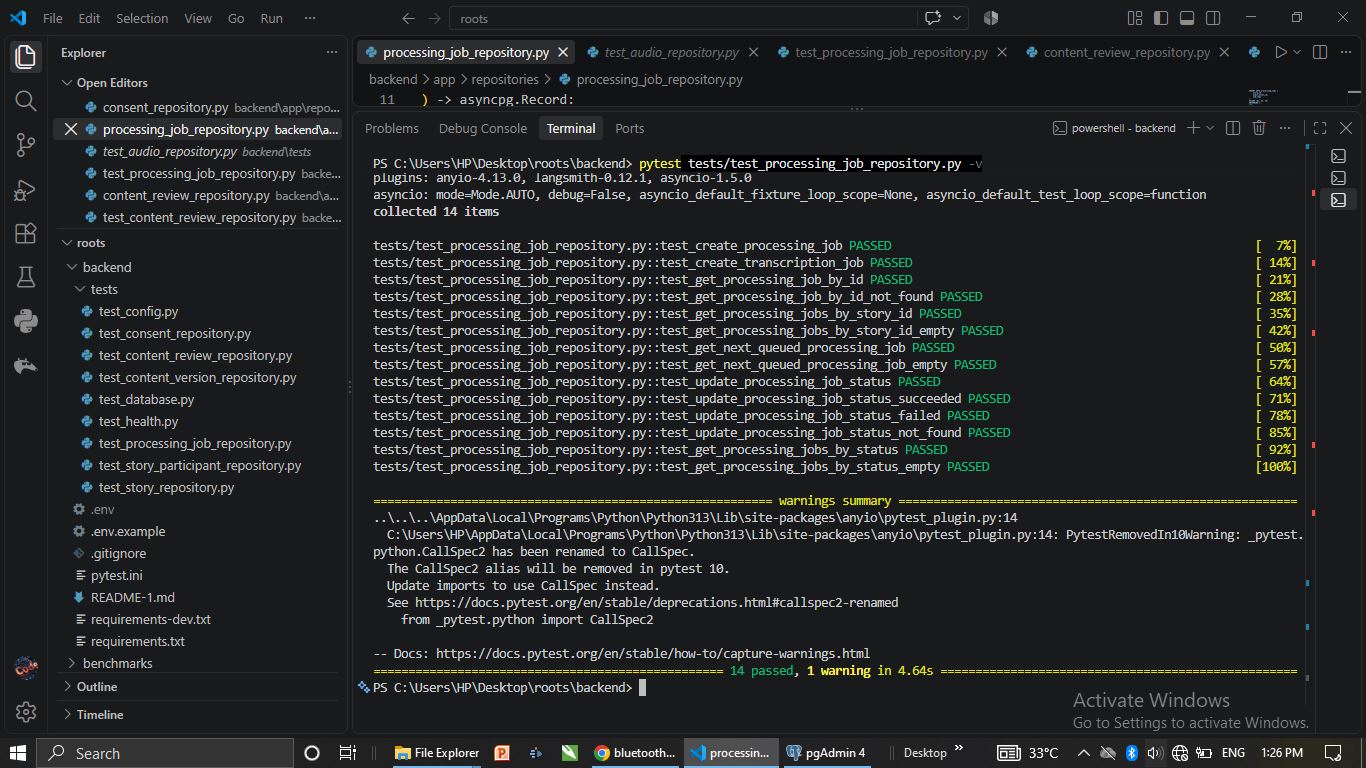 File Edit Selection View Go Run ··· roots
Explorer ···
Open Editors
consent_repository.py backend\app\repo...
processing_job_repository.py backend\a...
test_audio_repository.py backend\tests
test_processing_job_repository.py backe...
content_review_repository.py backend\a...
test_content_review_repository.py backe...
roots
backend
tests
test_config.py
test_consent_repository.py
test_content_review_repository.py
test_content_version_repository.py
test_database.py
test_health.py
test_processing_job_repository.py
test_story_participant_repository.py
test_story_repository.py
.env
.env.example
.gitignore
pytest.ini
README-1.md
requirements-dev.txt
requirements.txt
benchmarks
Outline
Timeline
processing_job_repository.py test_audio_repository.py test_processing_job_repository.py content_review_repository.py
backend > app > repositories > processing_job_repository.py
11 ) -> asyncpg.Record:
Problems Debug Console Terminal Ports powershell - backend
PS C:\Users\HP\Desktop\roots\backend> pytest tests/test_processing_job_repository.py -v
plugins: anyio-4.13.0, langsmith-0.12.1, asyncio-1.5.0
asyncio: mode=Mode.AUTO, debug=False, asyncio_default_fixture_loop_scope=None, asyncio_default_test_loop_scope=function
collected 14 items
tests/test_processing_job_repository.py::test_create_processing_job PASSED [ 7%]
tests/test_processing_job_repository.py::test_create_transcription_job PASSED [ 14%]
tests/test_processing_job_repository.py::test_get_processing_job_by_id PASSED [ 21%]
tests/test_processing_job_repository.py::test_get_processing_job_by_id_not_found PASSED [ 28%]
tests/test_processing_job_repository.py::test_get_processing_jobs_by_story_id PASSED [ 35%]
tests/test_processing_job_repository.py::test_get_processing_jobs_by_story_id_empty PASSED [ 42%]
tests/test_processing_job_repository.py::test_get_next_queued_processing_job PASSED [ 50%]
tests/test_processing_job_repository.py::test_get_next_queued_processing_job_empty PASSED [ 57%]
tests/test_processing_job_repository.py::test_update_processing_job_status PASSED [ 64%]
tests/test_processing_job_repository.py::test_update_processing_job_status_succeeded PASSED [ 71%]
tests/test_processing_job_repository.py::test_update_processing_job_status_failed PASSED [ 78%]
tests/test_processing_job_repository.py::test_update_processing_job_status_not_found PASSED [ 85%]
tests/test_processing_job_repository.py::test_get_processing_jobs_by_status PASSED [ 92%]
tests/test_processing_job_repository.py::test_get_processing_jobs_by_status_empty PASSED [100%]
========================================================= warnings summary =========================================================
..\..\..\AppData\Local\Programs\Python\Python313\Lib\site-packages\anyio\pytest_plugin.py:14
C:\Users\HP\AppData\Local\Programs\Python\Python313\Lib\site-packages\anyio\pytest_plugin.py:14: PytestRemovedIn10Warning: _pytest.
python.CallSpec2 has been renamed to CallSpec.
The CallSpec2 alias will be removed in pytest 10.
Update imports to use CallSpec instead.
See https://docs.pytest.org/en/stable/deprecations.html#callspec2-renamed
from _pytest.python import CallSpec2
-- Docs: https://docs.pytest.org/en/stable/how-to/capture-warnings.html
================================================== 14 passed, 1 warning in 4.64s ===================================================
PS C:\Users\HP\Desktop\roots\backend>
Activate Windows
Go to Settings to activate Windows.
Search File Explorer bluetooth... processin... pgAdmin 4 Desktop 33°C ENG 1:26 PM